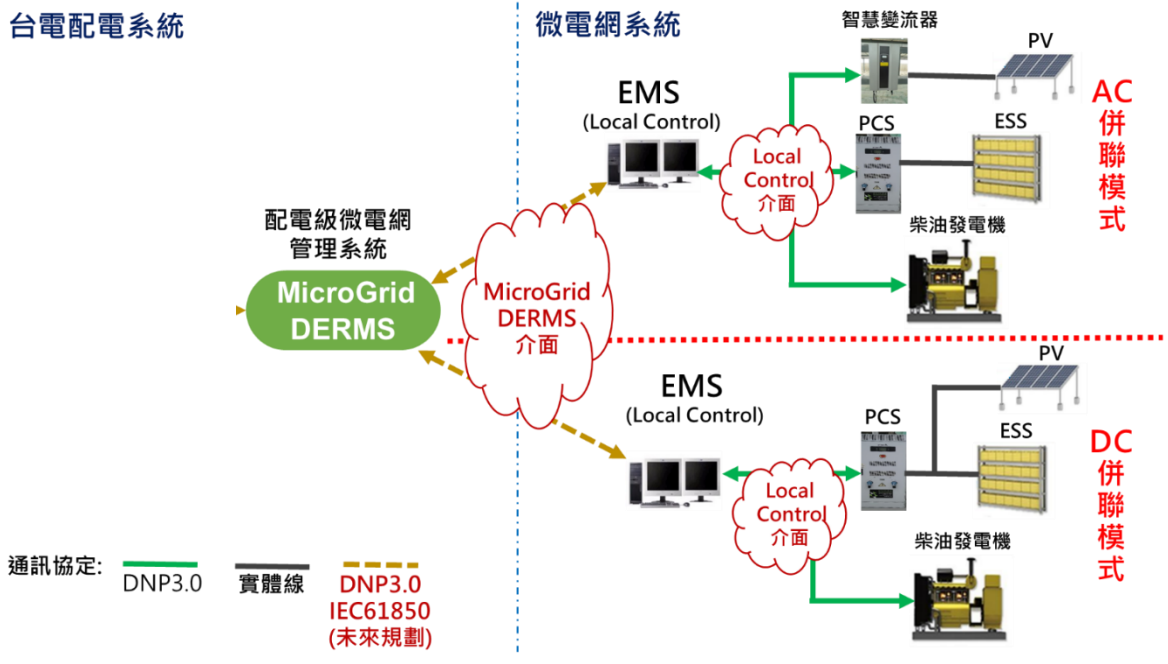 台電配電系統
微電網系統
智慧變流器
PV
EMS
(Local Control)
PCS
ESS
Local
Control
介面
柴油發電機
AC
併
聯
模
式
配電級微電網
管理系統
MicroGrid
DERMS
MicroGrid
DERMS
介面
PV
EMS
(Local Control)
PCS
ESS
Local
Control
介面
柴油發電機
DC
併
聯
模
式
通訊協定:
DNP3.0
實體線
DNP3.0
IEC61850
(未來規劃)